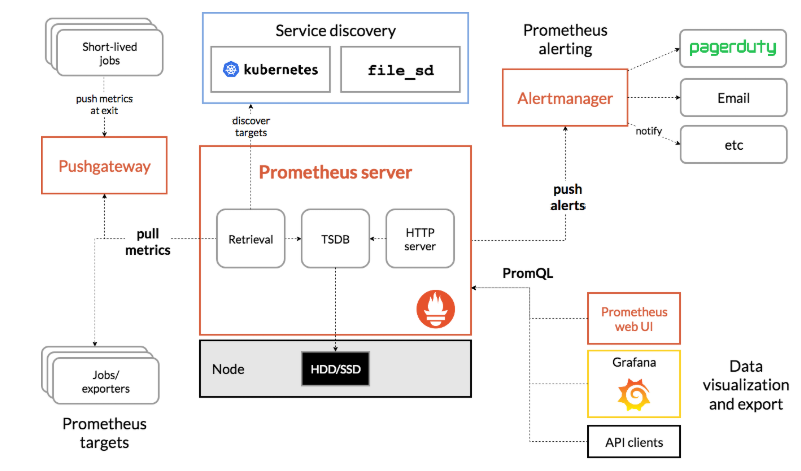 Short-lived
jobs
push metrics
at exit
Pushgateway
pull
metrics
Jobs/
exporters
Prometheus
targets
Service discovery
kubernetes
file_sd
discover
targets
Prometheus server
Retrieval
TSDB
HTTP
server
Node
HDD/SSD
Prometheus
alerting
Alertmanager
pagerduty
Email
etc
notify
push
alerts
PromQL
Prometheus
web UI
Grafana
API clients
Data
visualization
and export